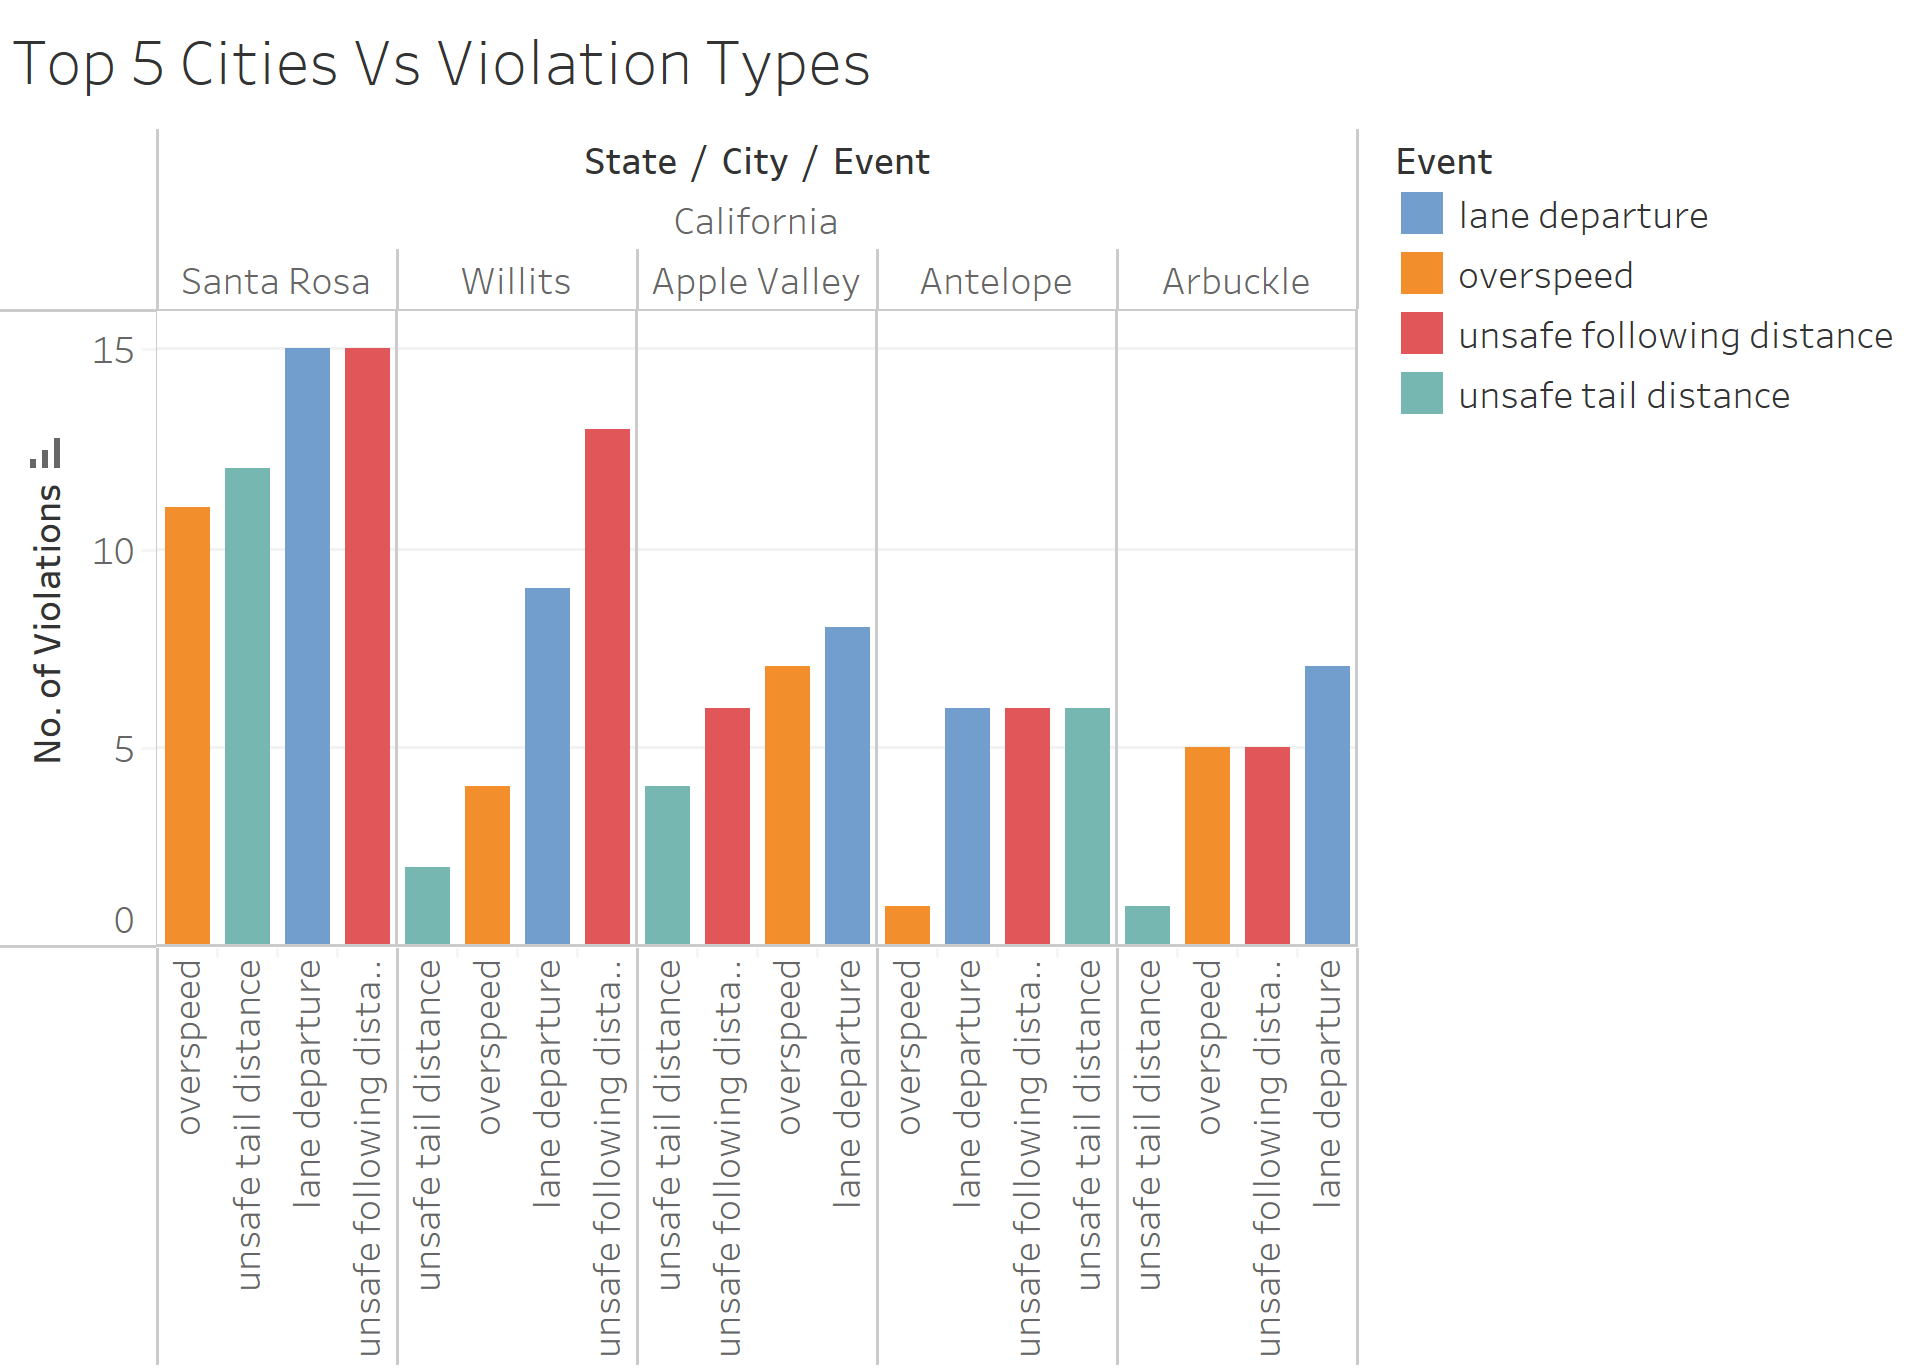 Top 5 Cities Vs Violation Types
State / City / Event
California
Santa Rosa
Willits
Apple Valley
Antelope
Arbuckle
No. of Violations
15
10
5
0
overspeed
unsafe tail distance
lane departure
unsafe following dista..
unsafe tail distance
overspeed
lane departure
unsafe following dista..
unsafe tail distance
unsafe following dista..
overspeed
lane departure
overspeed
lane departure
unsafe following dista..
unsafe tail distance
unsafe tail distance
overspeed
unsafe following dista..
lane departure
Event
lane departure
overspeed
unsafe following distance
unsafe tail distance